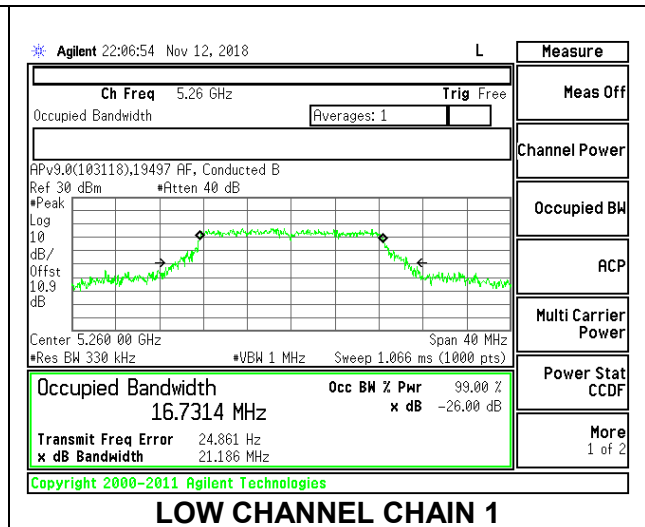 Agilent 22:06:54 Nov 12, 2018 L
Measure
Ch Freq 5.26 GHz Trig Free
Meas Off
Occupied Bandwidth Averages: 1
Channel Power
APv9.0(103118),19497 AF, Conducted B
Ref 30 dBm #Atten 40 dB
#Peak
Log
10
dB/
Offst
10.9
dB
Occupied BW
ACP
Multi Carrier
Power
Center 5.260 00 GHz Span 40 MHz
#Res BW 330 kHz #VBW 1 MHz Sweep 1.066 ms (1000 pts)
Occupied Bandwidth Occ BW % Pwr 99.00 %
16.7314 MHz x dB -26.00 dB
Power Stat
CCDF
Transmit Freq Error 24.861 Hz
x dB Bandwidth 21.186 MHz
More
1 of 2
Copyright 2000-2011 Agilent Technologies
LOW CHANNEL CHAIN 1